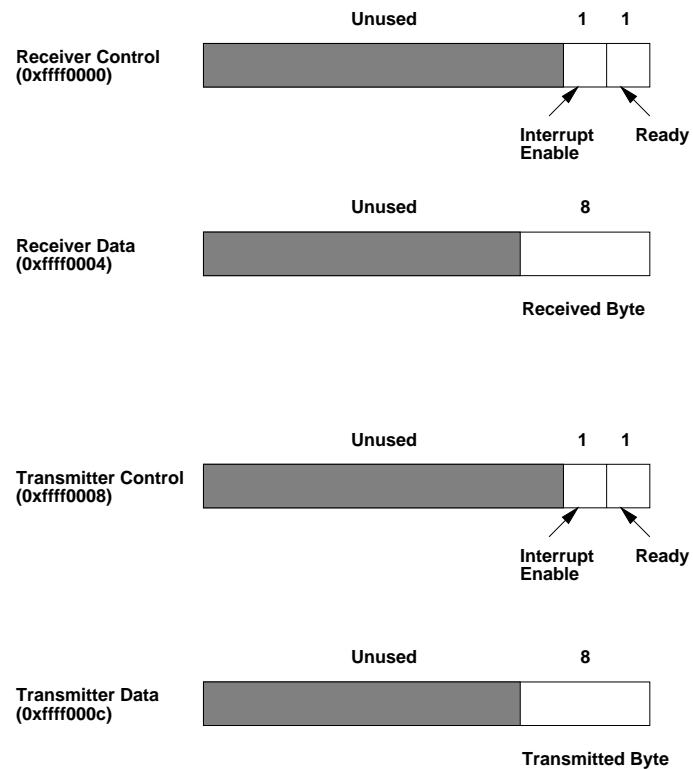 Unused 1 1
Receiver Control
(0xffff0000)
Interrupt
Enable
Ready
Unused 8
Receiver Data
(0xffff0004)
Received Byte
Unused 1 1
Transmitter Control
(0xffff0008)
Interrupt
Enable
Ready
Unused 8
Transmitter Data
(0xffff000c)
Transmitted Byte